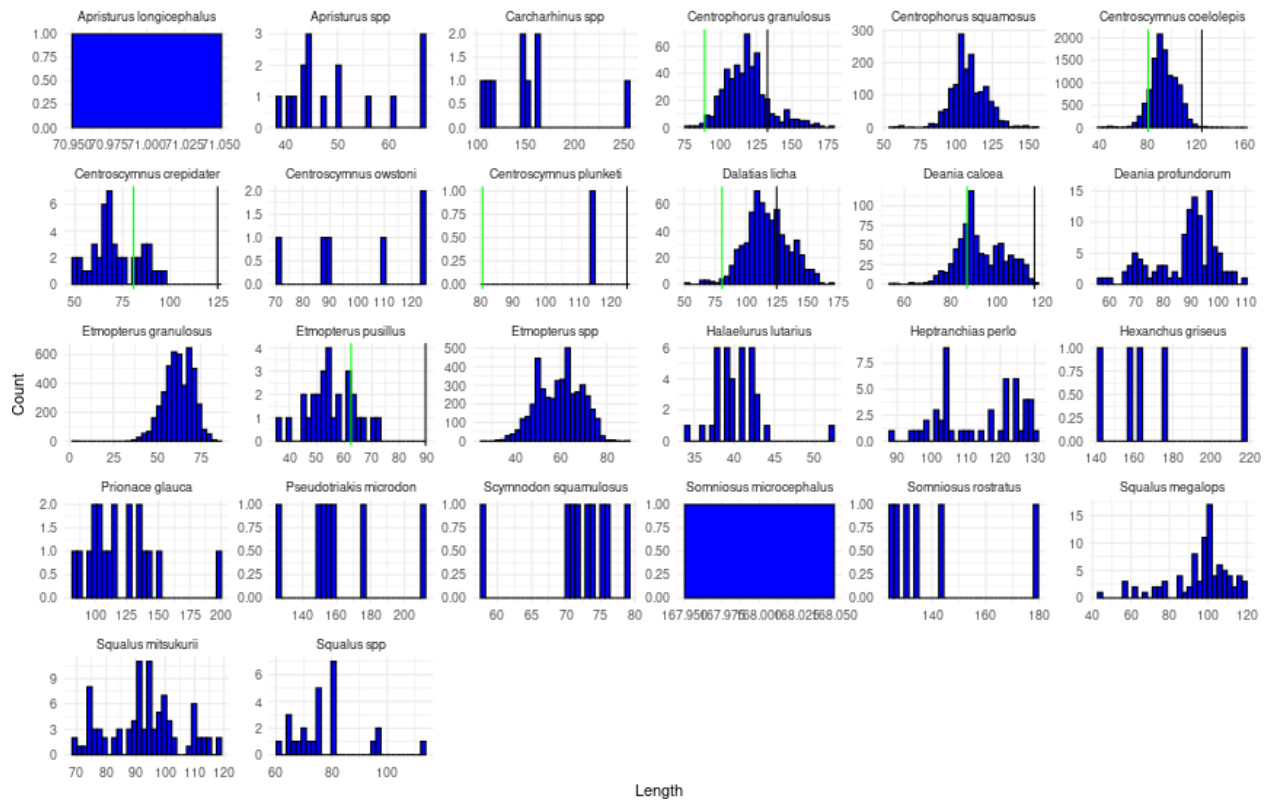 Apristurus longicephalus
Apristurus spp
Carcharhinus spp
Centrophorus granulosus
Centrophorus squamosus
Centroscymnus coelolepis
1.00
0.75
0.50
0.25
0.00
70.950 70.975 71.000 71.025 71.050
3
2
1
0
40 50 60
2.0
1.5
1.0
0.5
0.0
100 150 200 250
60
40
20
0
75 100 125 150 175
300
200
100
0
50 75 100 125 150
2000
1500
1000
500
0
40 80 120 160
Centroscymnus crepidater
Centroscymnus owstoni
Centroscymnus plunketi
Dalatias licha
Deania calcea
Deania profundorum
6
4
2
0
50 75 100 125
2.0
1.5
1.0
0.5
0.0
70 80 90 100 110 120
1.00
0.75
0.50
0.25
0.00
80 90 100 110 120
60
40
20
0
50 75 100 125 150 175
100
75
50
25
0
60 80 100 120
15
10
5
0
60 70 80 90 100 110
Etmopterus granulosus
Etmopterus pusillus
Etmopterus spp
Halaelurus lutarius
Heptranchias perlo
Hexanchus griseus
Count
600
400
200
0
0 25 50 75
4
3
2
1
0
40 50 60 70 80 90
500
400
300
200
100
0
40 60 80
6
4
2
0
35 40 45 50
7.5
5.0
2.5
0.0
90 100 110 120 130
1.00
0.75
0.50
0.25
0.00
140 160 180 200 220
Prionace glauca
Pseudotriakis microdon
Scymnodon squamulosus
Somniosus microcephalus
Somniosus rostratus
Squalus megalops
2.0
1.5
1.0
0.5
0.0
100 125 150 175 200
1.00
0.75
0.50
0.25
0.00
140 160 180 200
1.00
0.75
0.50
0.25
0.00
60 65 70 75 80
1.00
0.75
0.50
0.25
0.00
167.950 167.975 168.000 168.025 168.050
1.00
0.75
0.50
0.25
0.00
140 160 180
15
10
5
0
40 60 80 100 120
Squalus mitsukurii
Squalus spp
9
6
3
0
70 80 90 100 110 120
6
4
2
0
60 80 100
Length